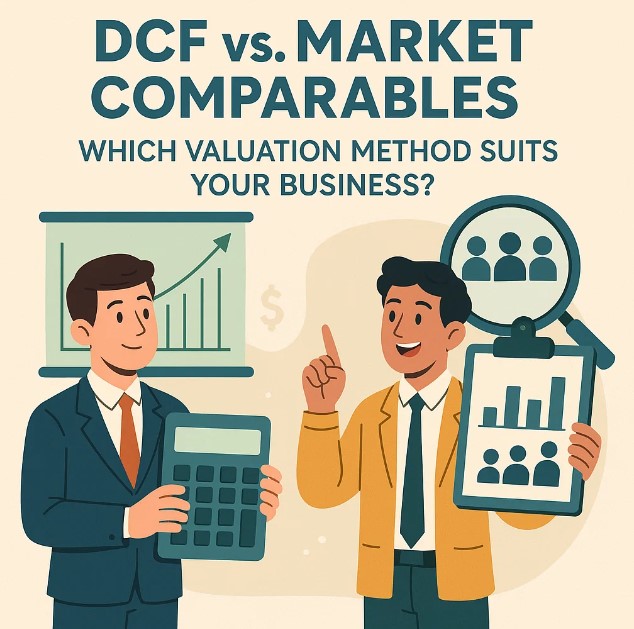 DCF vs. MARKET
COMPARABLES
WHICH VALUATION METHOD SUITS
YOUR BUSINESS?
$